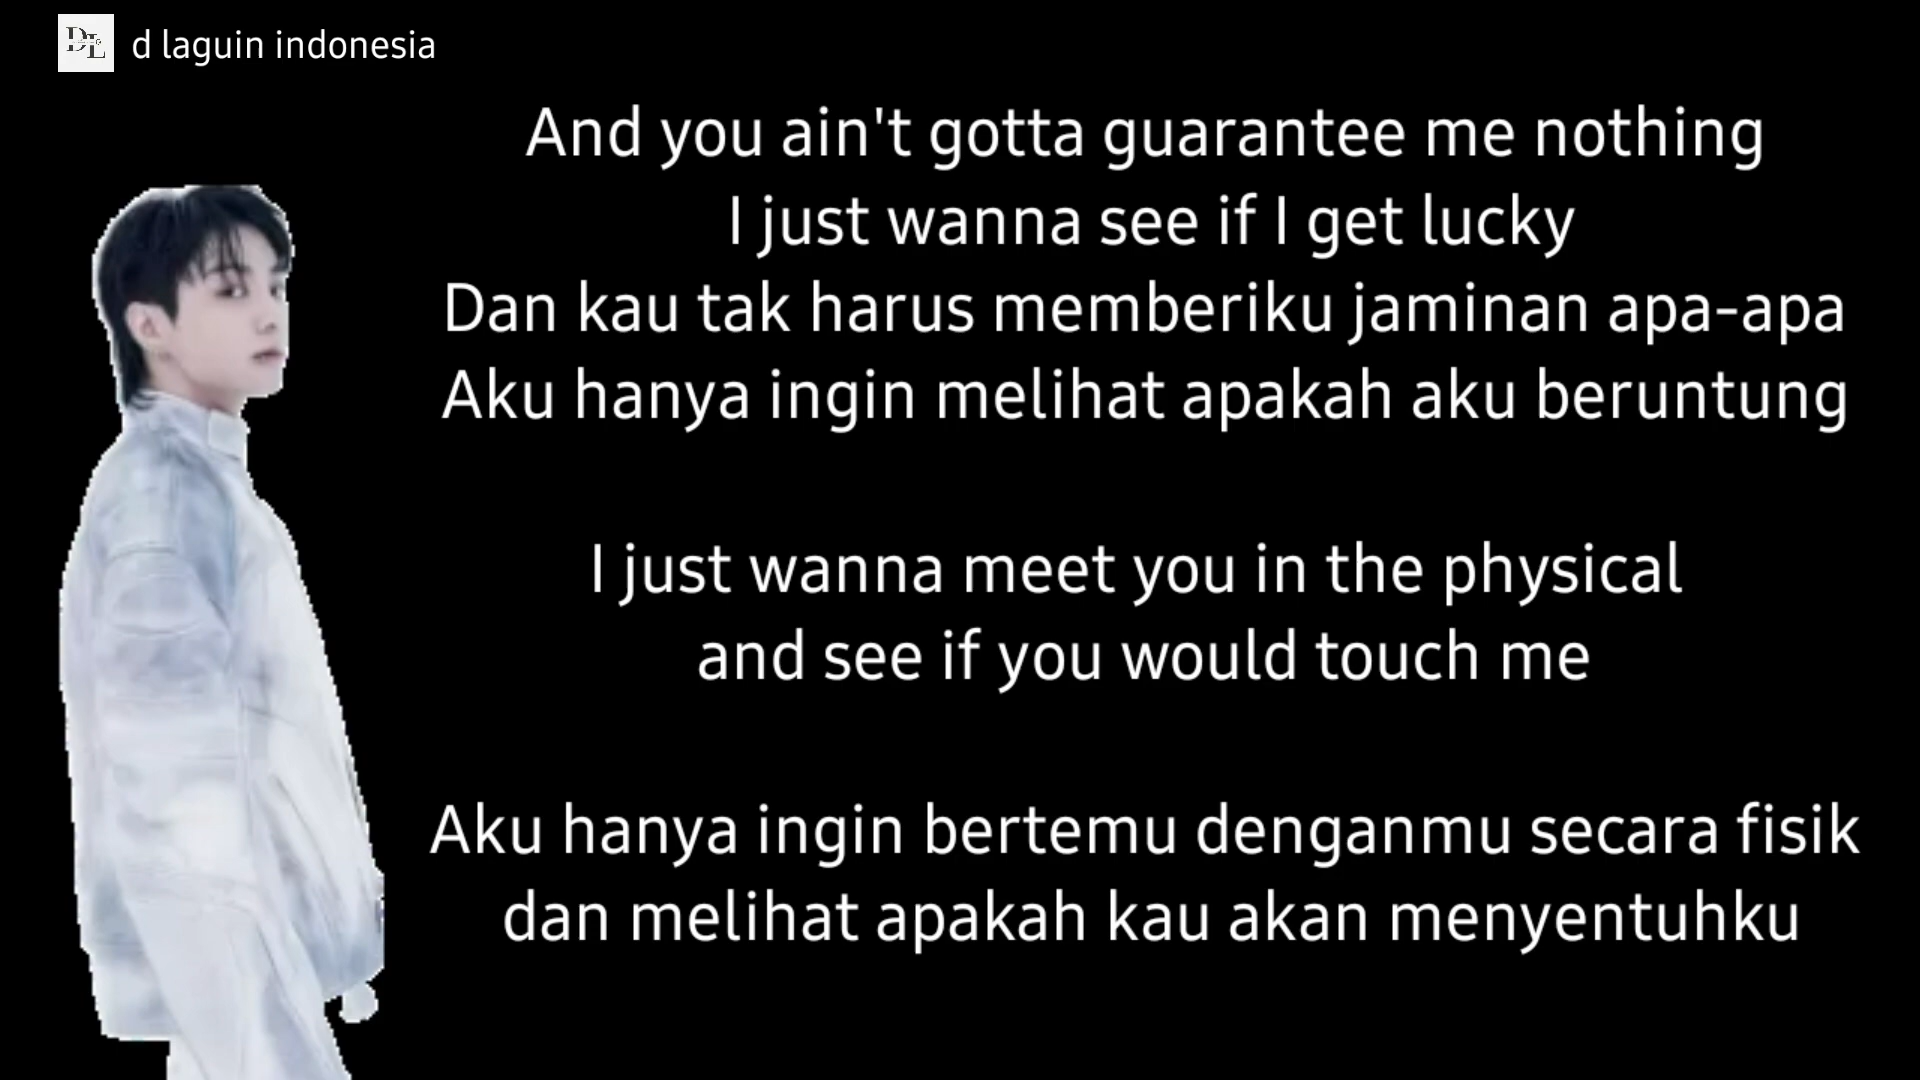 DL d laguin indonesia
And you ain't gotta guarantee me nothing
I just wanna see if I get lucky
Dan kau tak harus memberiku jaminan apa-apa
Aku hanya ingin melihat apakah aku beruntung
I just wanna meet you in the physical
and see if you would touch me
Aku hanya ingin bertemu denganmu secara fisik
dan melihat apakah kau akan menyentuhku